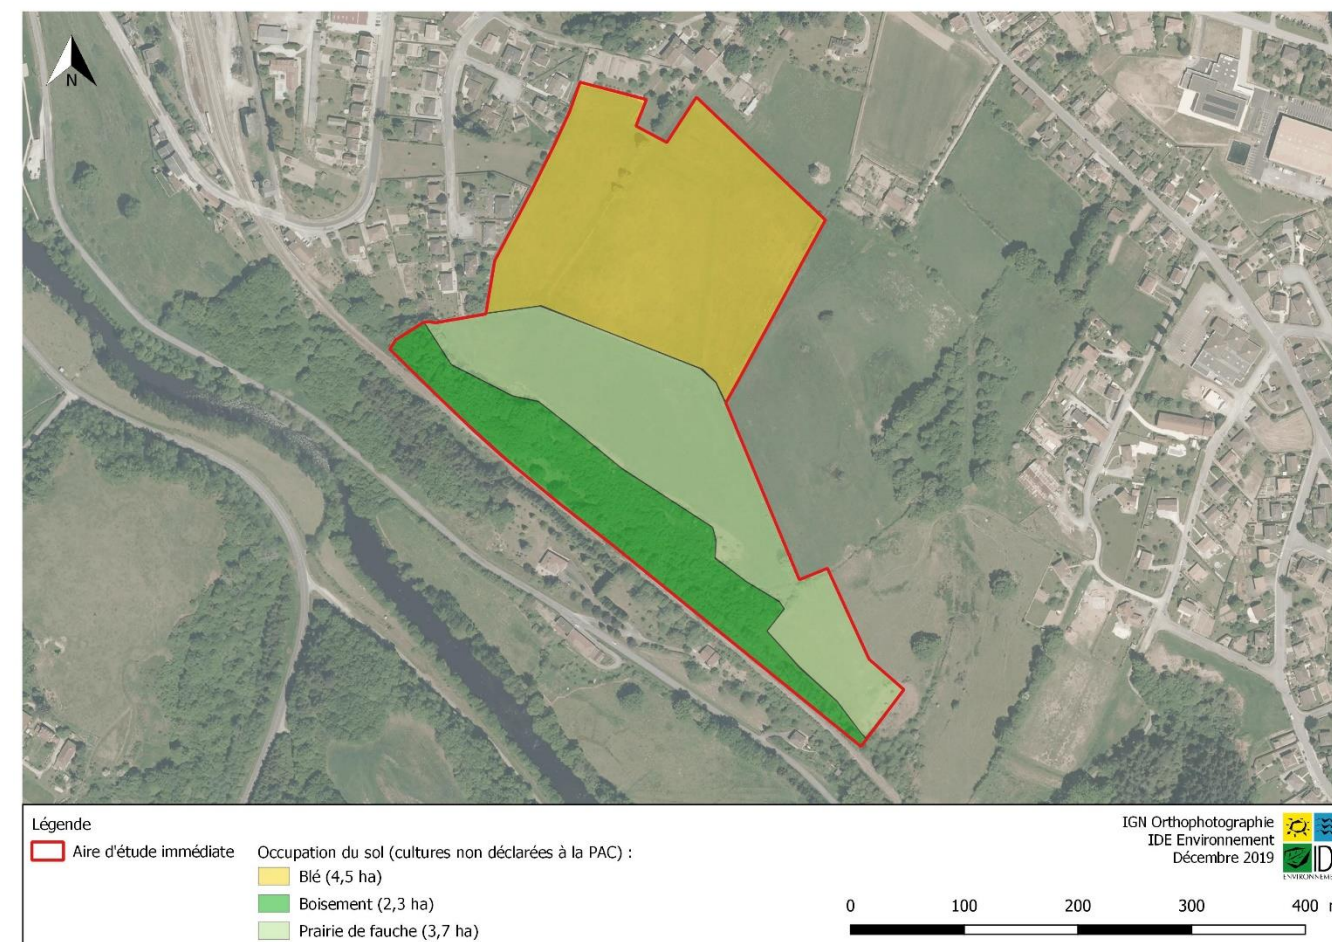 N
Légende
Aire d'étude immédiate
Occupation du sol (cultures non déclarées à la PAC) :
Blé (4,5 ha)
Boisement (2,3 ha)
Prairie de fauche (3,7 ha)
IGN Orthophotographie
IDE Environnement
Décembre 2019
0 100 200 300 400